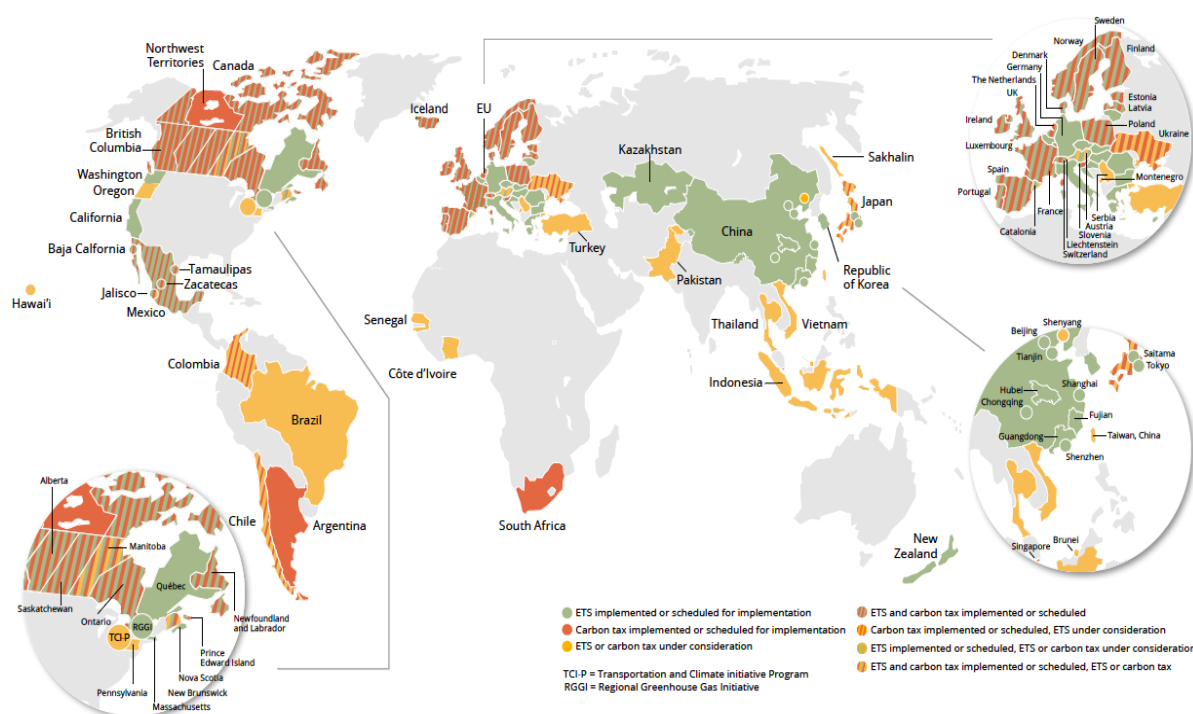 Northwest
Territories
Canada
British
Columbia
Washington
Oregon
California
Baja Calfornia
Hawai'i
Tamaulipas
Zacatecas
Jalisco
Mexico
Colombia
Brazil
Chile
Argentina
Iceland
EU
Kazakhstan
Sakhalin
Japan
China
Turkey
Pakistan
Republic
of Korea
Senegal
Côte d'Ivoire
Thailand
Vietnam
Indonesia
South Africa
New
Zealand
Sweden
Norway
Finland
Denmark
Germany
The Netherlands
UK
Estonia
Latvia
Ireland
Poland
Ukraine
Luxembourg
Spain
Portugal
Montenegro
France
Catalonia
Serbia
Austria
Slovenia
Liechtenstein
Switzerland
Shenyang
Beijing
Tianjin
Saitama
Tokyo
Hubei
Shanghai
Chongqing
Fujian
Guangdong
Taiwan, China
Shenzhen
Singapore
Brunei
Alberta
Manitoba
Québec
Saskatchewan
Ontario
Newfoundland
and Labrador
TCI-P
RGGI
Prince
Edward Island
Nova Scotia
Pennsylvania
New Brunswick
Massachusetts
ETS implemented or scheduled for implementation
Carbon tax implemented or scheduled for implementation
ETS or carbon tax under consideration
TCI-P = Transportation and Climate initiative Program
RGGI = Regional Greenhouse Gas Initiative
ETS and carbon tax implemented or scheduled
Carbon tax implemented or scheduled, ETS under consideration
ETS implemented or scheduled, ETS or carbon tax under consideration
ETS and carbon tax implemented or scheduled, ETS or carbon tax